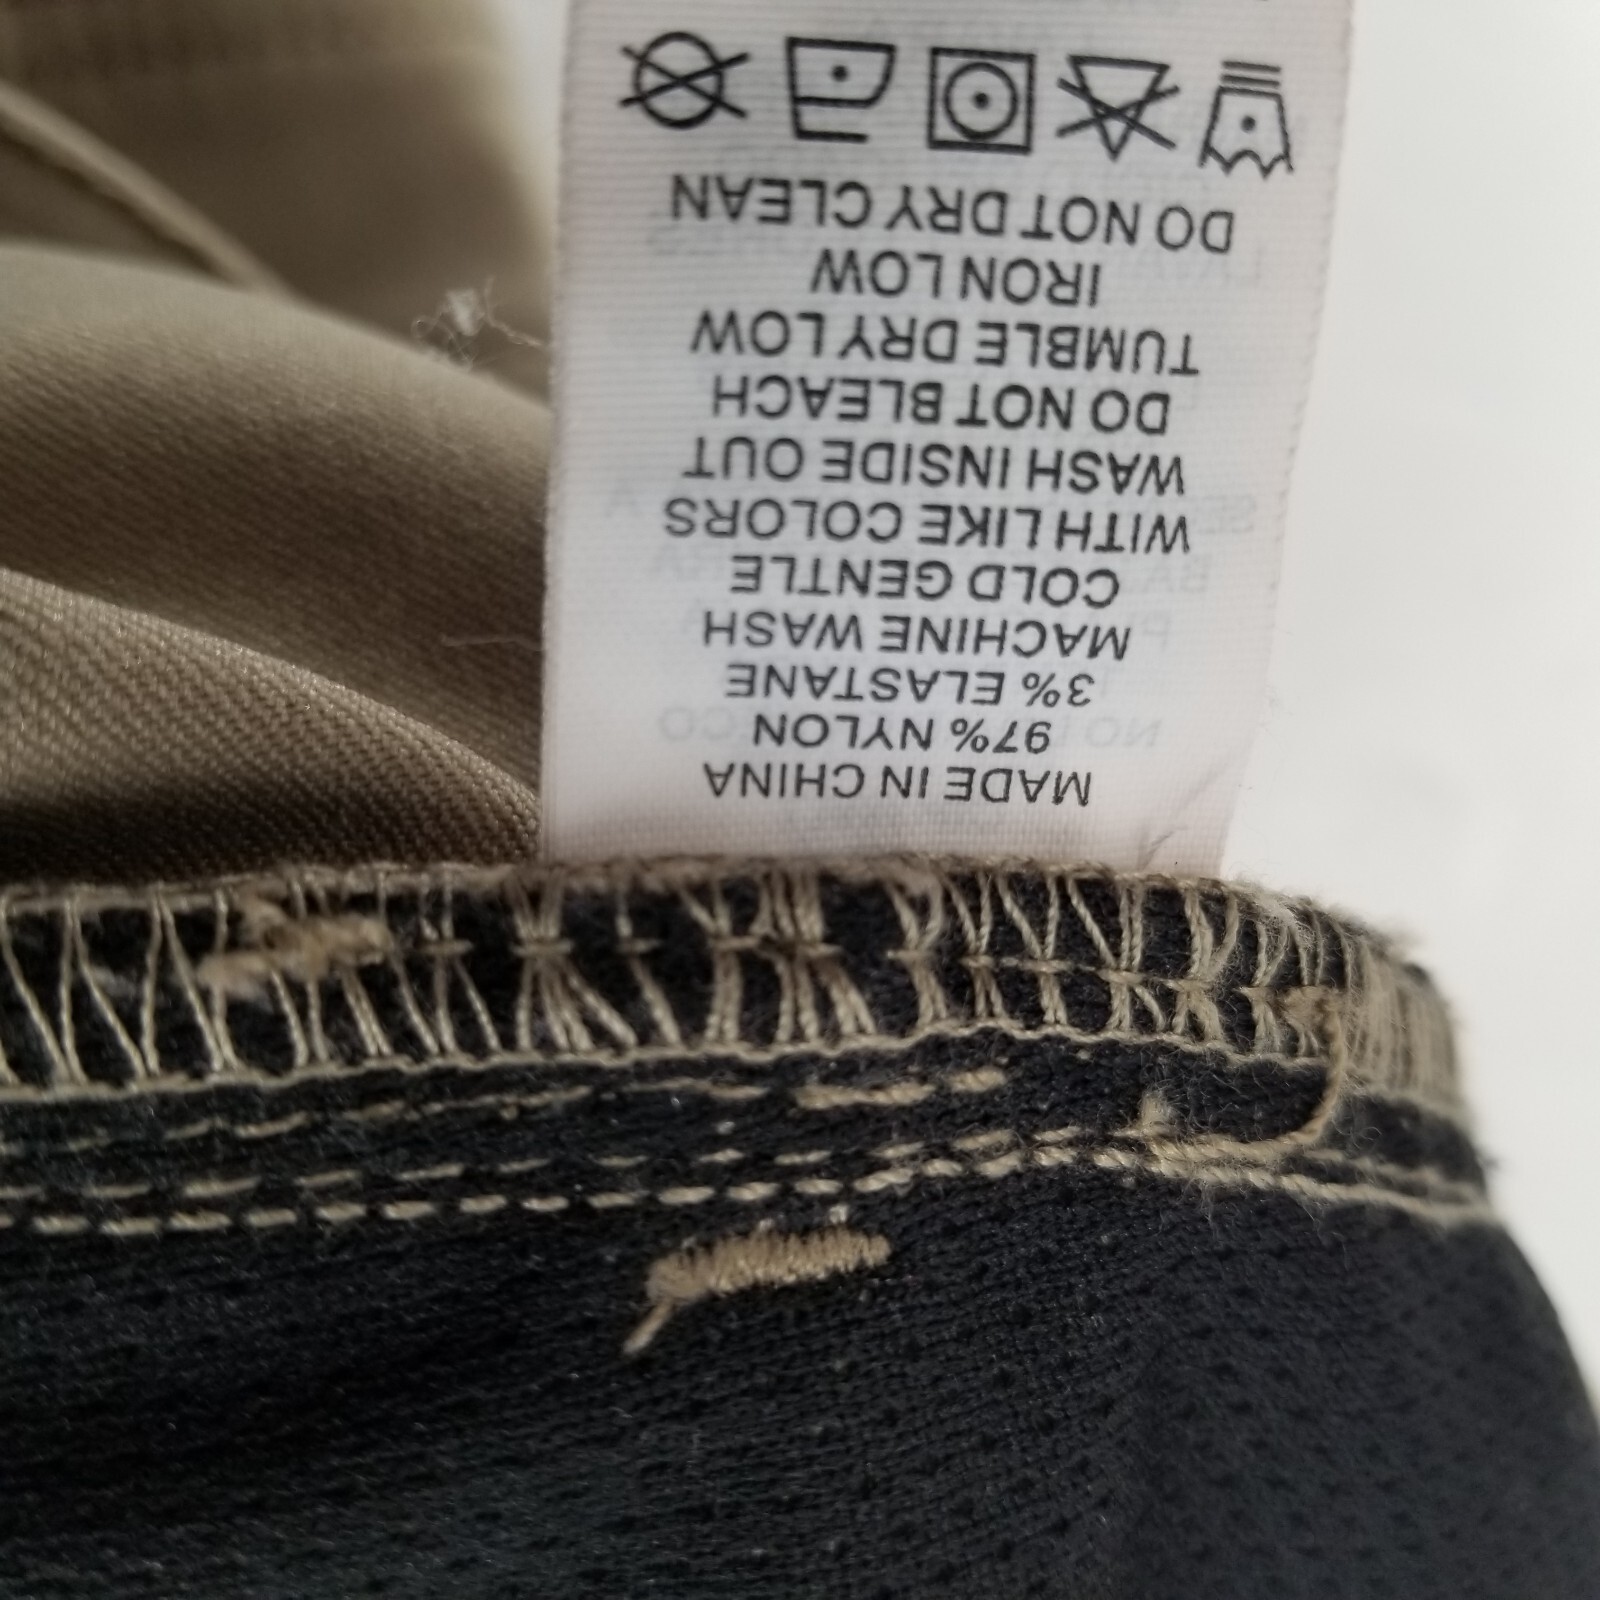 MADE IN CHINA
97% NYLON
3% ELASTANE
MACHINE WASH
COLD GENTLE
WITH LIKE COLORS
WASH INSIDE OUT
DO NOT BLEACH
TUMBLE DRY LOW
IRON LOW
DO NOT DRY CLEAN